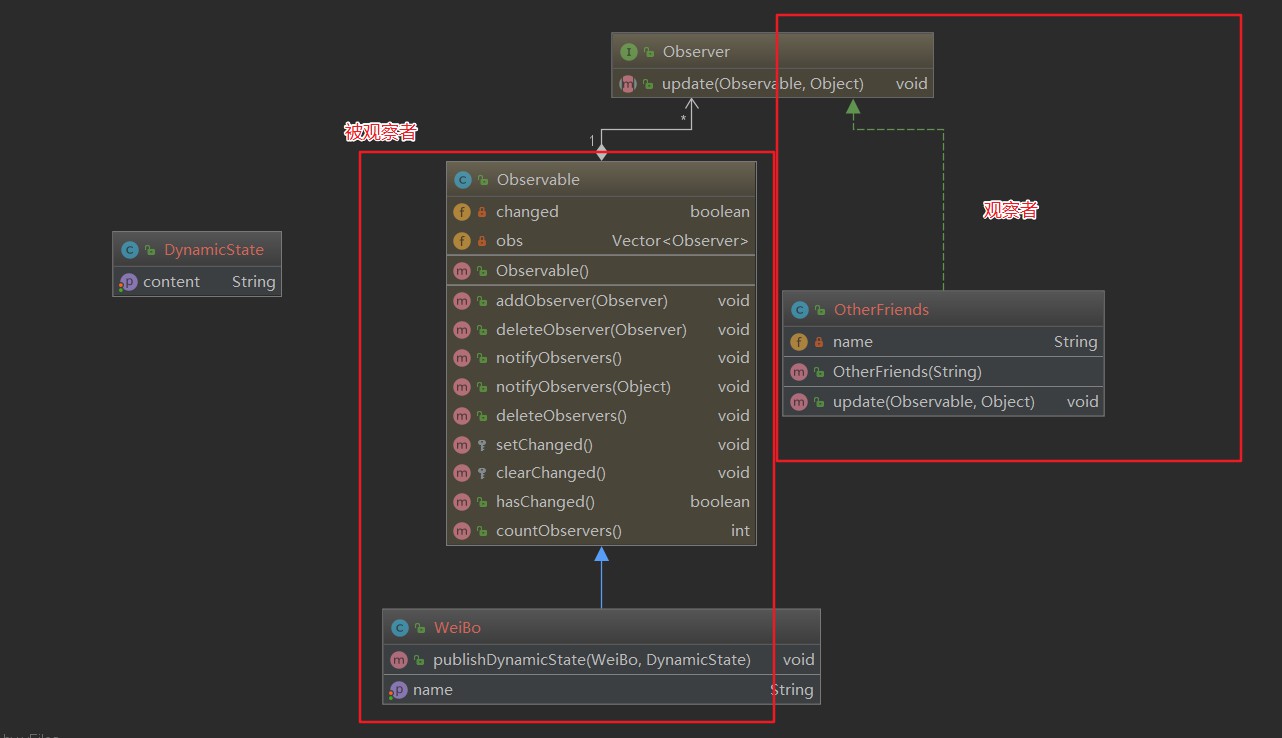 Observer
update(Observable, Object) void
被观察者
*
1
Observable
changed boolean
obs Vector<Observer>
Observable()
addObserver(Observer) void
deleteObserver(Observer) void
notifyObservers() void
notifyObservers(Object) void
deleteObservers() void
setChanged() void
clearChanged() void
hasChanged() boolean
countObservers() int
DynamicState
content String
观察者
OtherFriends
name String
OtherFriends(String)
update(Observable, Object) void
WeiBo
publishDynamicState(WeiBo, DynamicState) void
name String